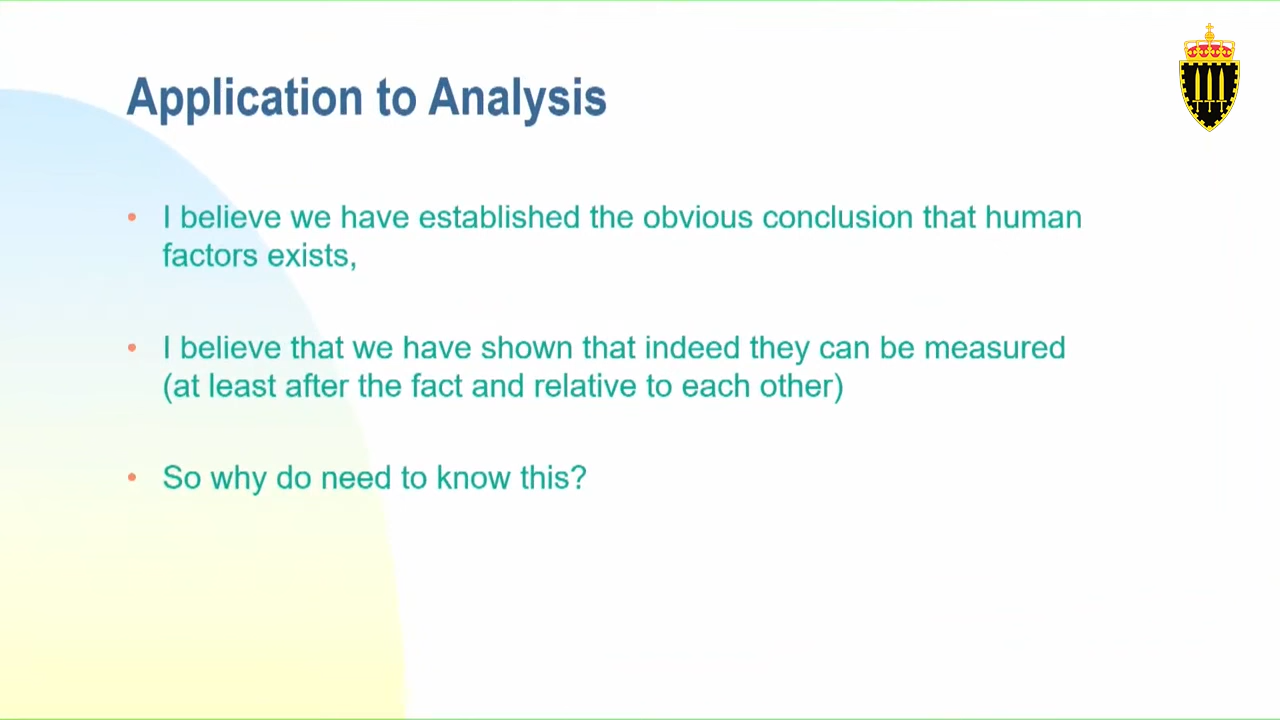 Application to Analysis
• I believe we have established the obvious conclusion that human
factors exists,
• I believe that we have shown that indeed they can be measured
(at least after the fact and relative to each other)
• So why do need to know this?